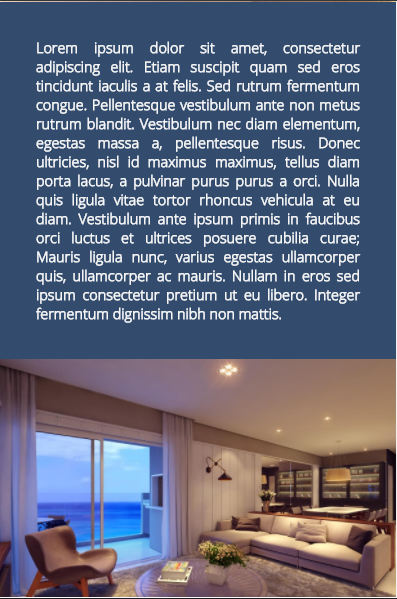 Lorem ipsum dolor sit amet, consectetur
adipiscing elit. Etiam suscipit quam sed eros
tincidunt iaculis a at felis. Sed rutrum fermentum
congue. Pellentesque vestibulum ante non metus
rutrum blandit. Vestibulum nec diam elementum,
egestas massa a, pellentesque risus. Donec
ultricies, nisl id maximus maximus, tellus diam
porta lacus, a pulvinar purus purus a orci. Nulla
quis ligula vitae tortor rhoncus vehicula at eu
diam. Vestibulum ante ipsum primis in faucibus
orci luctus et ultrices posuere cubilia curae;
Mauris ligula nunc, varius egestas ullamcorper
quis, ullamcorper ac mauris. Nullam in eros sed
ipsum consectetur pretium ut eu libero. Integer
fermentum dignissim nibh non mattis.